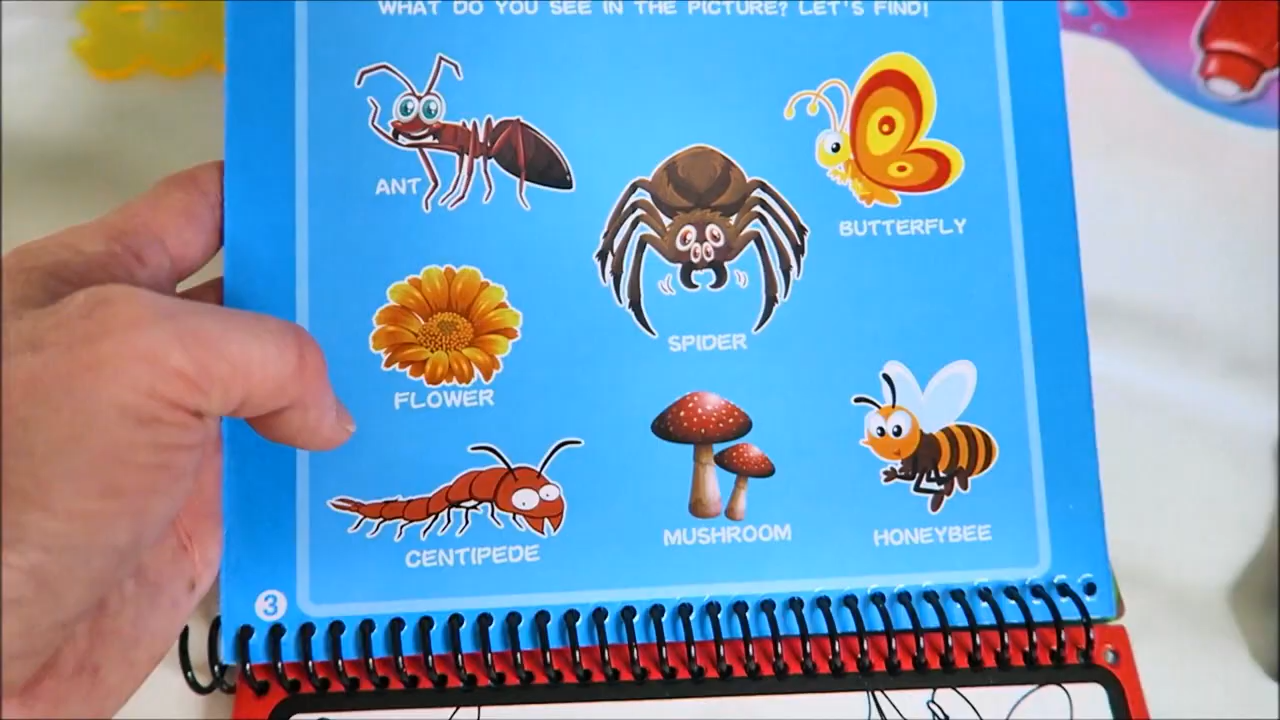 WHAT DO YOU SEE IN THE PICTURE? LET'S FIND!
ANT
BUTTERFLY
SPIDER
FLOWER
CENTIPEDE
MUSHROOM
HONEYBEE
3